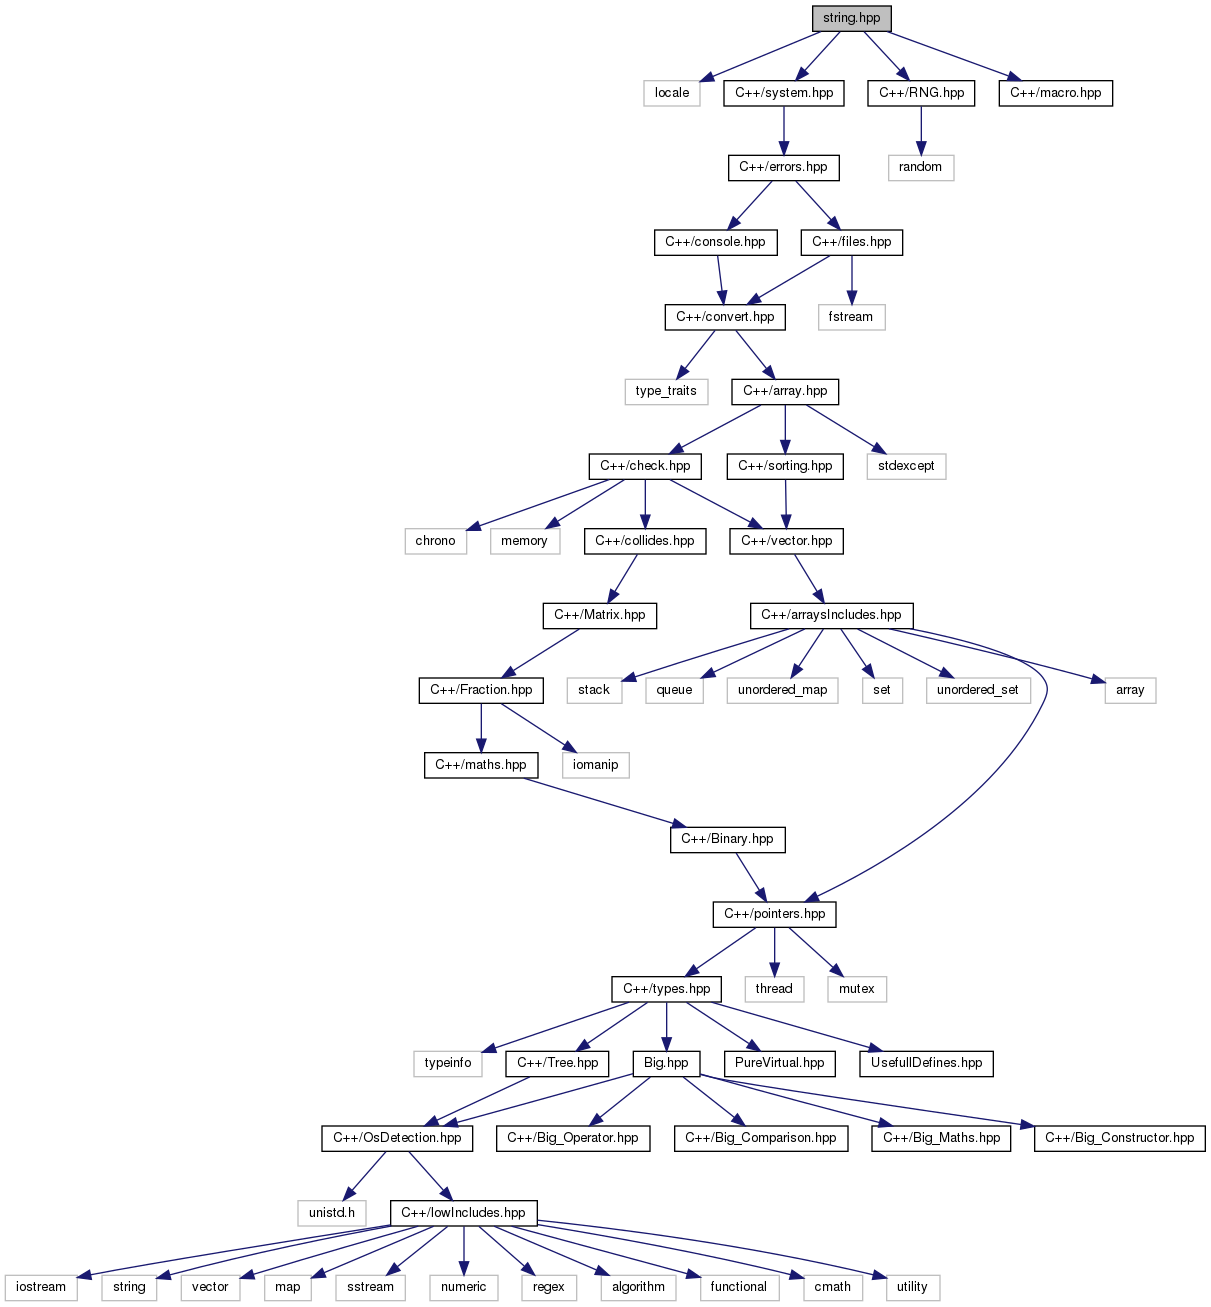 string.hpp
locale
C++/system.hpp
C++/RNG.hpp
C++/macro.hpp
C++/errors.hpp
random
C++/console.hpp
C++/files.hpp
C++/convert.hpp
fstream
type_traits
C++/array.hpp
C++/check.hpp
C++/sorting.hpp
stdexcept
chrono
memory
C++/collides.hpp
C++/vector.hpp
C++/Matrix.hpp
C++/arraysIncludes.hpp
C++/Fraction.hpp
stack
queue
unordered_map
set
unordered_set
array
C++/maths.hpp
iomanip
C++/Binary.hpp
C++/pointers.hpp
C++/types.hpp
thread
mutex
typeinfo
C++/Tree.hpp
Big.hpp
PureVirtual.hpp
UsefullDefines.hpp
C++/OsDetection.hpp
C++/Big_Operator.hpp
C++/Big_Comparison.hpp
C++/Big_Maths.hpp
C++/Big_Constructor.hpp
unistd.h
C++/lowIncludes.hpp
iostream
string
vector
map
sstream
numeric
regex
algorithm
functional
cmath
utility